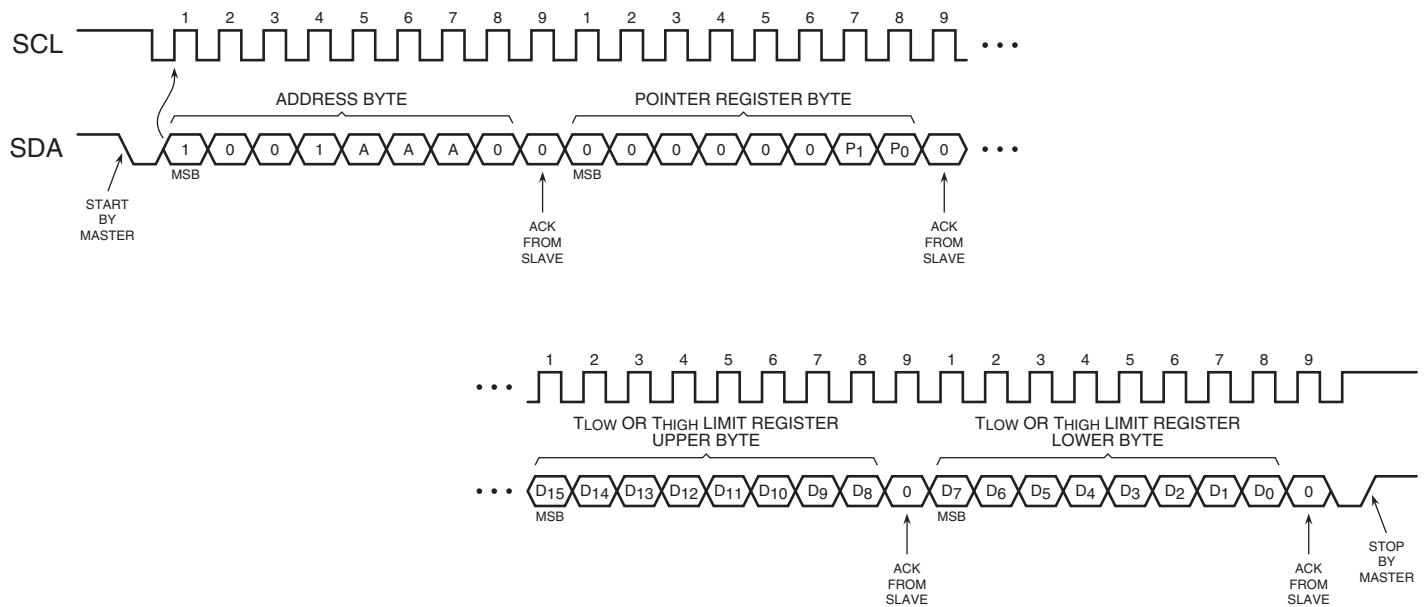 1 2 3 4 5 6 7 8 9 1 2 3 4 5 6 7 8 9
SCL
ADDRESS BYTE POINTER REGISTER BYTE
SDA 1 0 0 1 A A A 0 0 0 0 0 0 0 0 P1 P0 0
MSB MSB
START
BY
MASTER
ACK
FROM
SLAVE
ACK
FROM
SLAVE
1 2 3 4 5 6 7 8 9 1 2 3 4 5 6 7 8 9
TLOW OR THIGH LIMIT REGISTER
UPPER BYTE
TLOW OR THIGH LIMIT REGISTER
LOWER BYTE
D15 D14 D13 D12 D11 D10 D9 D8 0 D7 D6 D5 D4 D3 D2 D1 D0 0
MSB MSB
ACK
FROM
SLAVE
ACK
FROM
SLAVE
STOP
BY
MASTER